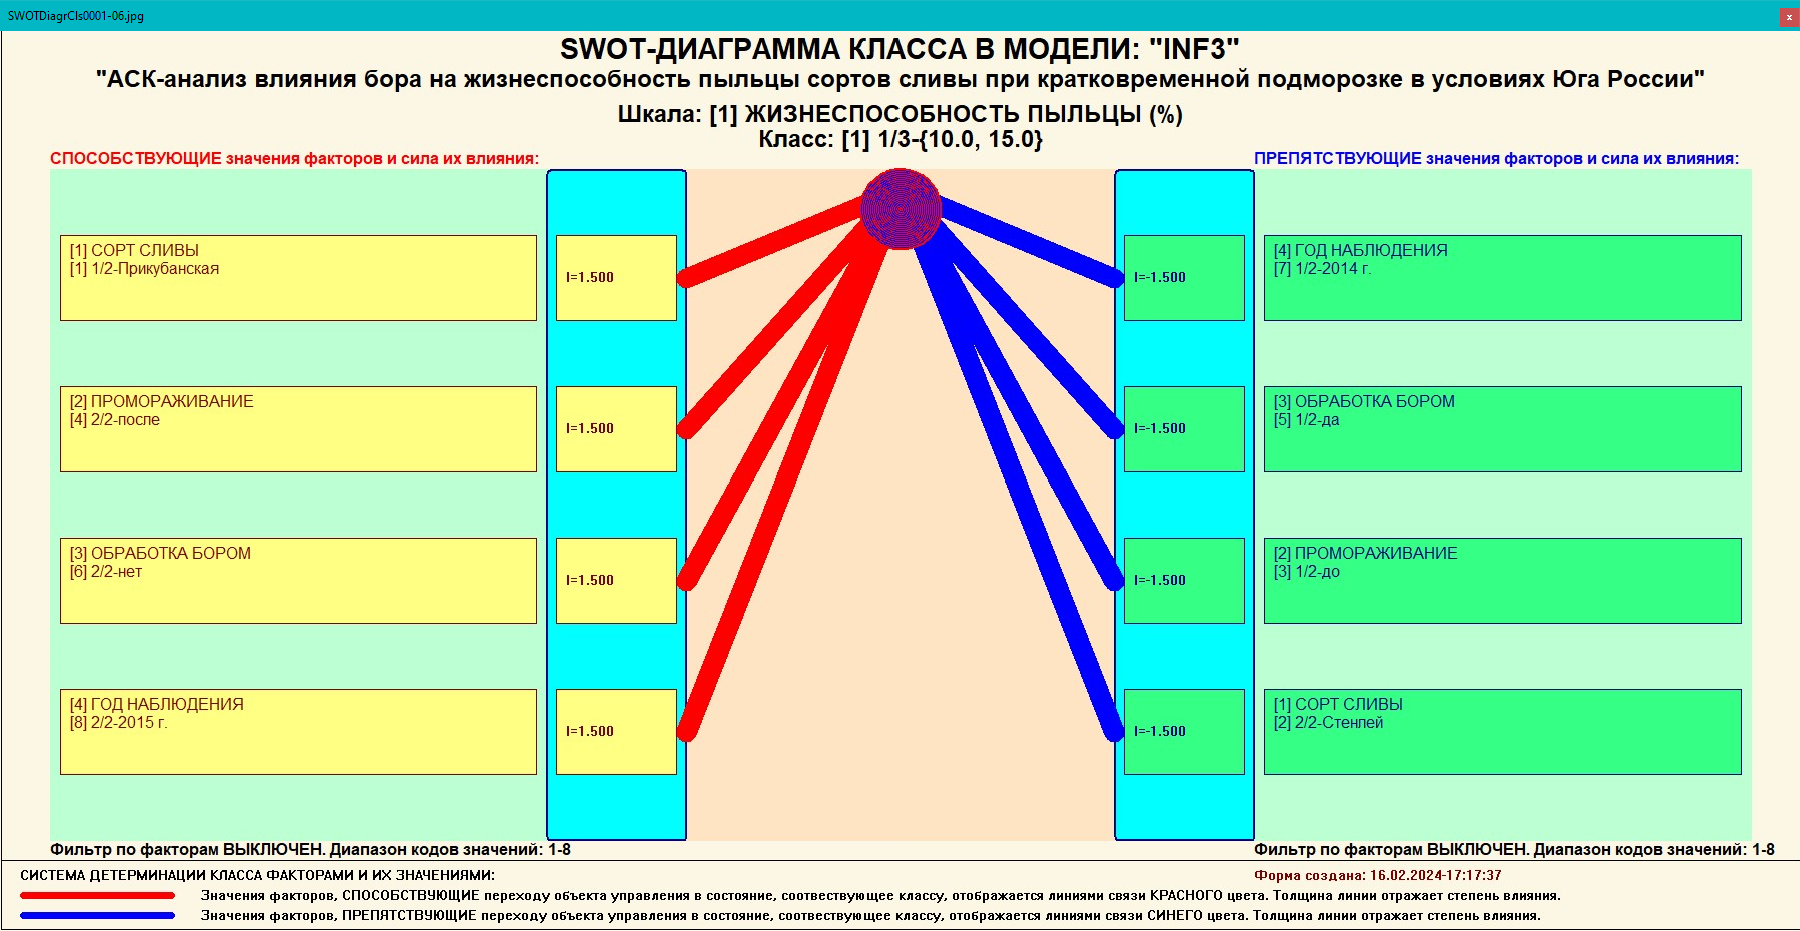 SWOTDiagrCls0001-06.jpg
x
SWOT-ДИАГРАММА КЛАССА В МОДЕЛИ: "INF3"
"АСК-анализ влияния бора на жизнеспособность пыльцы сортов сливы при кратковременной подморозке в условиях Юга России"
Шкала: [1] ЖИЗНЕСПОСОБНОСТЬ ПЫЛЬЦЫ (%)
Класс: [1] 1/3-{10.0, 15.0}
СПОСОБСТВУЮЩИЕ значения факторов и сила их влияния:
[1] СОРТ СЛИВЫ
[1] 1/2-Прикубанская
I=1.500
[2] ПРОМОРАЖИВАНИЕ
[4] 2/2-после
I=1.500
[3] ОБРАБОТКА БОРОМ
[6] 2/2-нет
I=1.500
[4] ГОД НАБЛЮДЕНИЯ
[8] 2/2-2015 г.
I=1.500
Фильтр по факторам ВЫКЛЮЧЕН. Диапазон кодов значений: 1-8
ПРЕПЯТСТВУЮЩИЕ значения факторов и сила их влияния:
I=-1.500
[4] ГОД НАБЛЮДЕНИЯ
[7] 1/2-2014 г.
I=-1.500
[3] ОБРАБОТКА БОРОМ
[5] 1/2-да
I=-1.500
[2] ПРОМОРАЖИВАНИЕ
[3] 1/2-до
I=-1.500
[1] СОРТ СЛИВЫ
[2] 2/2-Стенлей
Фильтр по факторам ВЫКЛЮЧЕН. Диапазон кодов значений: 1-8
СИСТЕМА ДЕТЕРМИНАЦИИ КЛАССА ФАКТОРАМИ И ИХ ЗНАЧЕНИЯМИ:
Форма создана: 16.02.2024-17:17:37
Значения факторов, СПОСОБСТВУЮЩИЕ переходу объекта управления в состояние, соотвествующее классу, отображается линиями связи КРАСНОГО цвета. Толщина линии отражает степень влияния.
Значения факторов, ПРЕПЯТСТВУЮЩИЕ переходу объекта управления в состояние, соотвествующее классу, отображается линиями связи СИНЕГО цвета. Толщина линии отражает степень влияния.